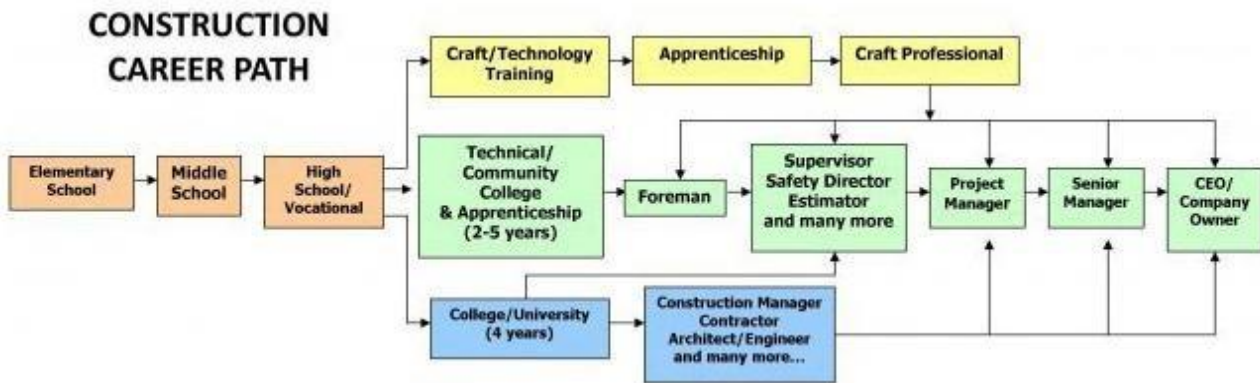 CONSTRUCTION
CAREER PATH
Craft/Technology
Training
Apprenticeship
Craft Professional
Elementary
School
Middle
School
High
School/
Vocational
Technical/
Community
College
& Apprenticeship
(2-5 years)
Foreman
Supervisor
Safety Director
Estimator
and many more
Project
Manager
Senior
Manager
CEO/
Company
Owner
College/University
(4 years)
Construction Manager
Contractor
Architect/Engineer
and many more...